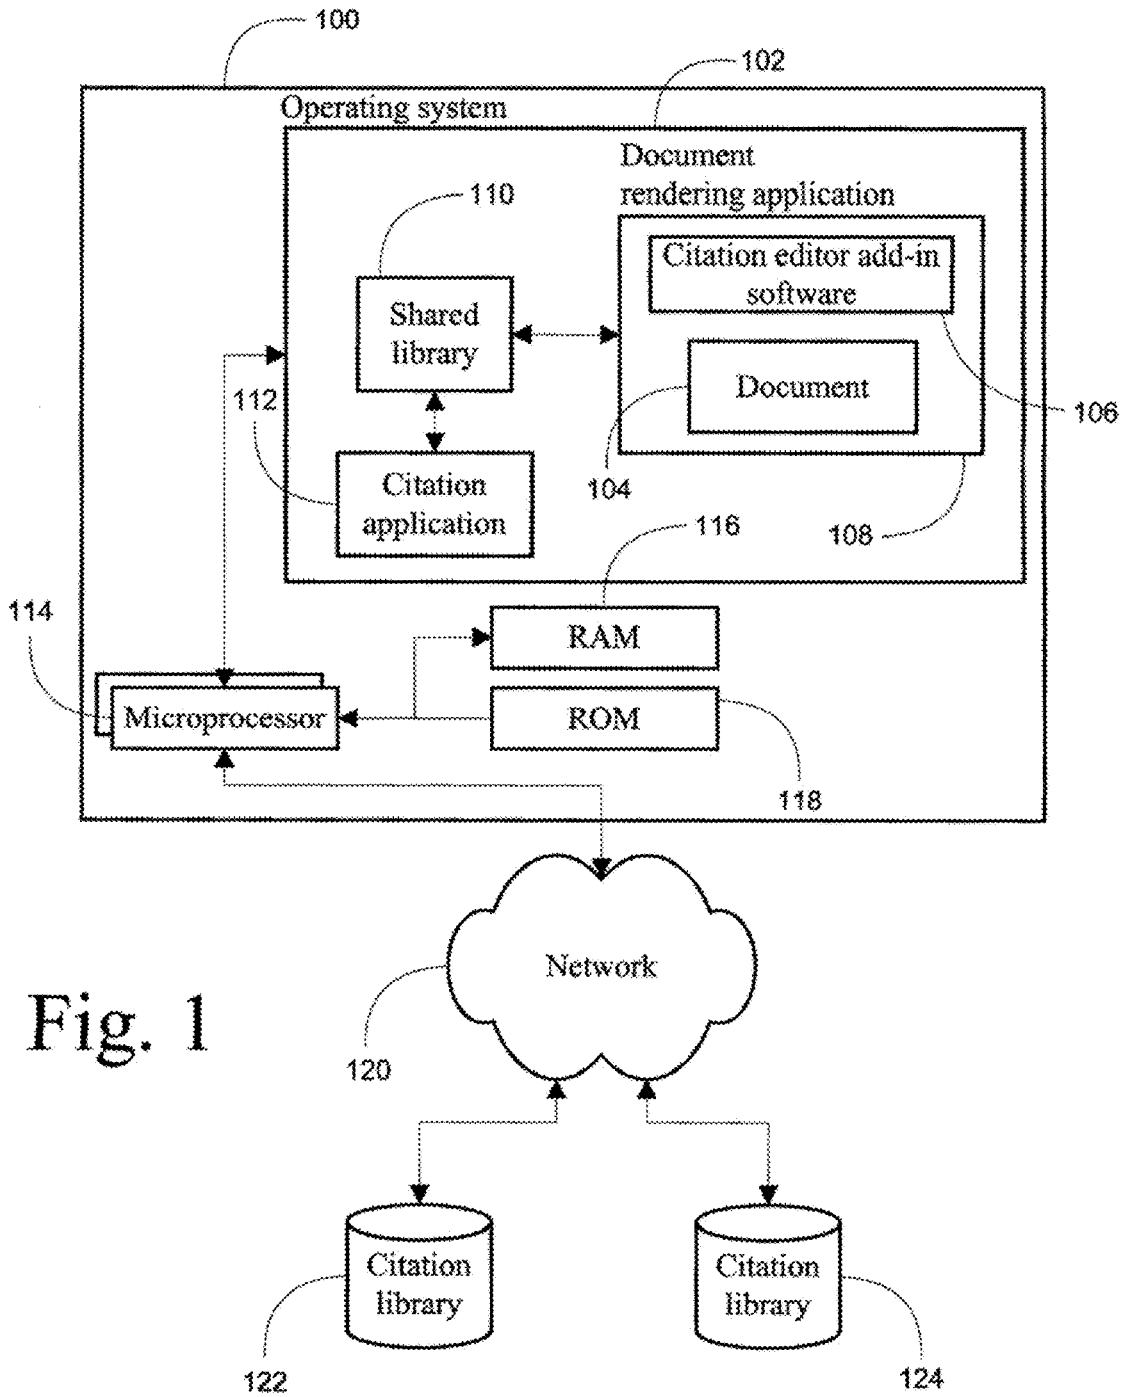 100
102
Operating system
Document
rendering application
110
Citation editor add-in
software
Shared
library
Document
112
106
104
Citation
application
116
108
114
RAM
Microprocessor
ROM
118
Network
Fig. 1
120
Citation
library
Citation
library
122
124